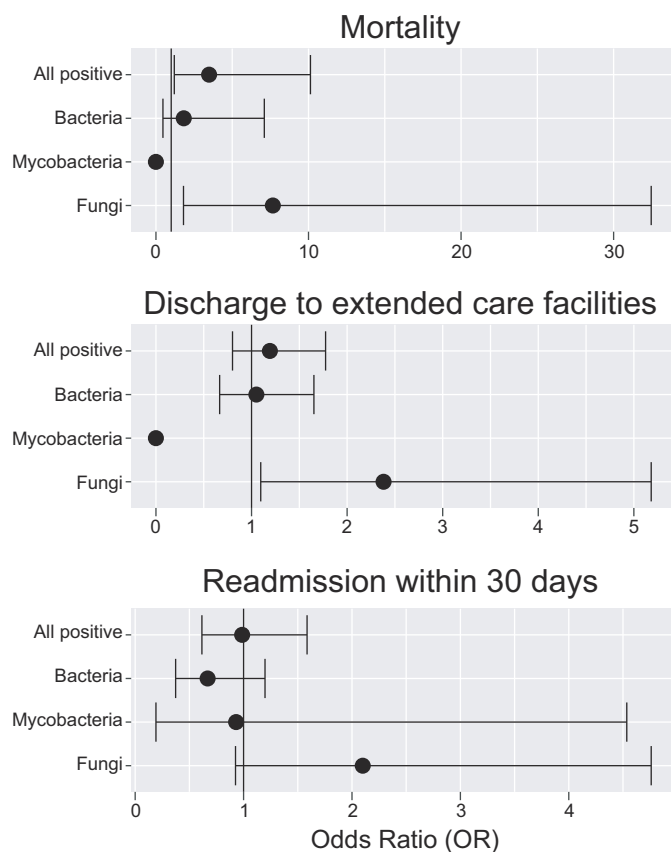 Mortality
All positive
Bacteria
Mycobacteria
Fungi
0 10 20 30
Discharge to extended care facilities
All positive
Bacteria
Mycobacteria
Fungi
0 1 2 3 4 5
Readmission within 30 days
All positive
Bacteria
Mycobacteria
Fungi
0 1 2 3 4
Odds Ratio (OR)